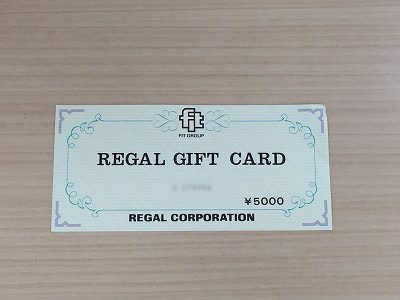 fit
FIT GROUP
REGAL GIFT CARD
¥5000
REGAL CORPORATION